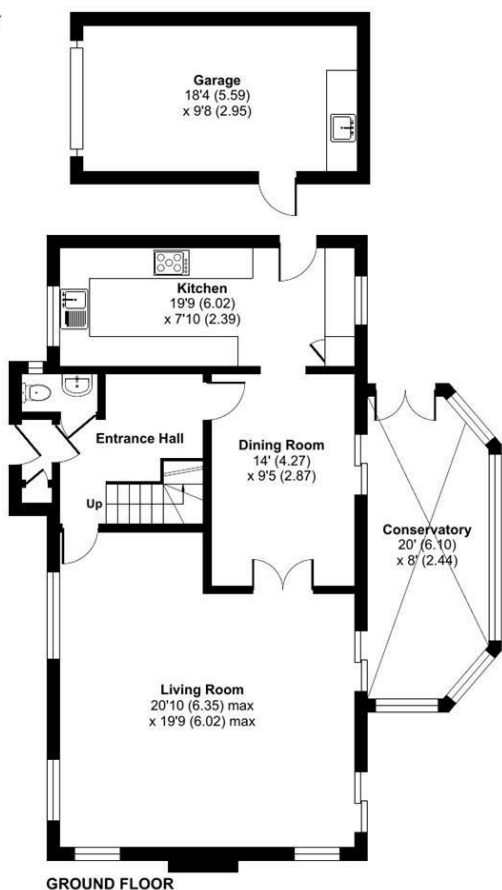 Garage
18'4 (5.59)
x 9'8 (2.95)
Kitchen
19'9 (6.02)
x 7'10 (2.39)
Entrance Hall
Dining Room
14' (4.27)
x 9'5 (2.87)
Up
Conservatory
20' (6.10)
x 8' (2.44)
Living Room
20'10 (6.35) max
x 19'9 (6.02) max
GROUND FLOOR